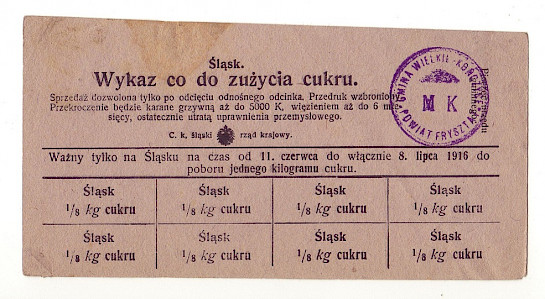 Śląsk.
Wykaz co do zużycia cukru.
Sprzedaż dozwolona tylko po odcięciu odnośnego odcinka. Przedruk wzbroniony.
Przekroczenie będzie karane grzywną aż do 5000 K, więzieniem aż do 6 mie-
sięcy, ostatecznie utratą uprawnienia przemysłowego.
C. k. śląski rząd krajowy.
GMINA WIELKIE
M K
POWIAT FRYSZTAT
Ważny tylko na Śląsku na czas od 11. czerwca do włącznie 8. lipca 1916 do
poboru jednego kilogramu cukru.
Śląsk Śląsk Śląsk Śląsk
1/8 kg cukru 1/8 kg cukru 1/8 kg cukru 1/8 kg cukru
Śląsk Śląsk Śląsk Śląsk
1/8 kg cukru 1/8 kg cukru 1/8 kg cukru 1/8 kg cukru